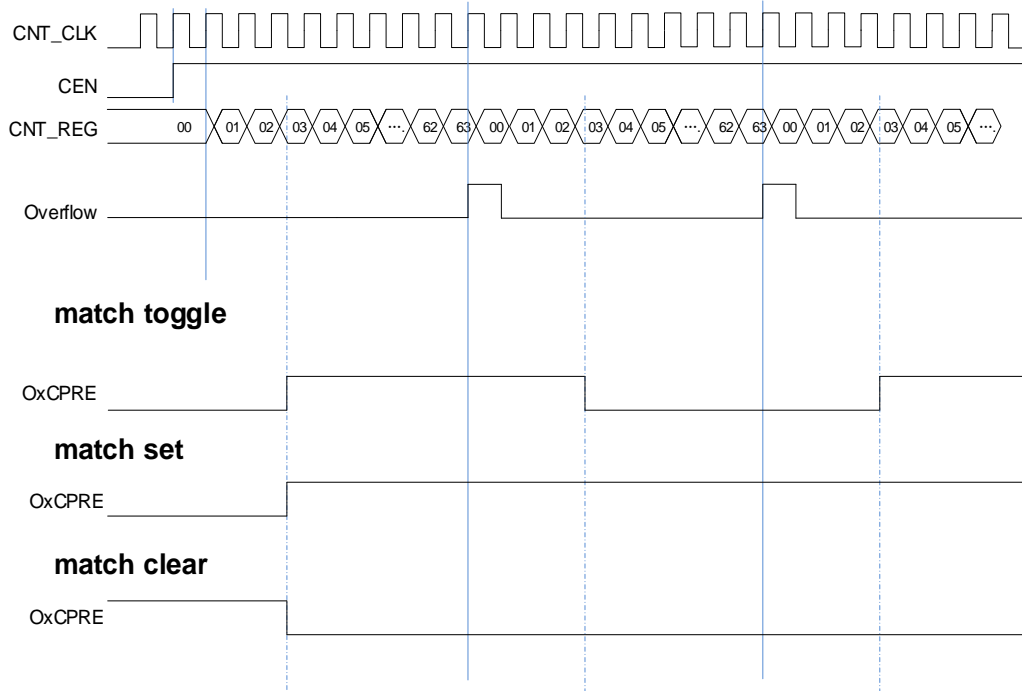 CNT_CLK
CEN
CNT_REG 00 01 02 03 04 05 …. 62 63 00 01 02 03 04 05 …. 62 63 00 01 02 03 04 05 ….
Overflow
match toggle
OxCPRE
match set
OxCPRE
match clear
OxCPRE